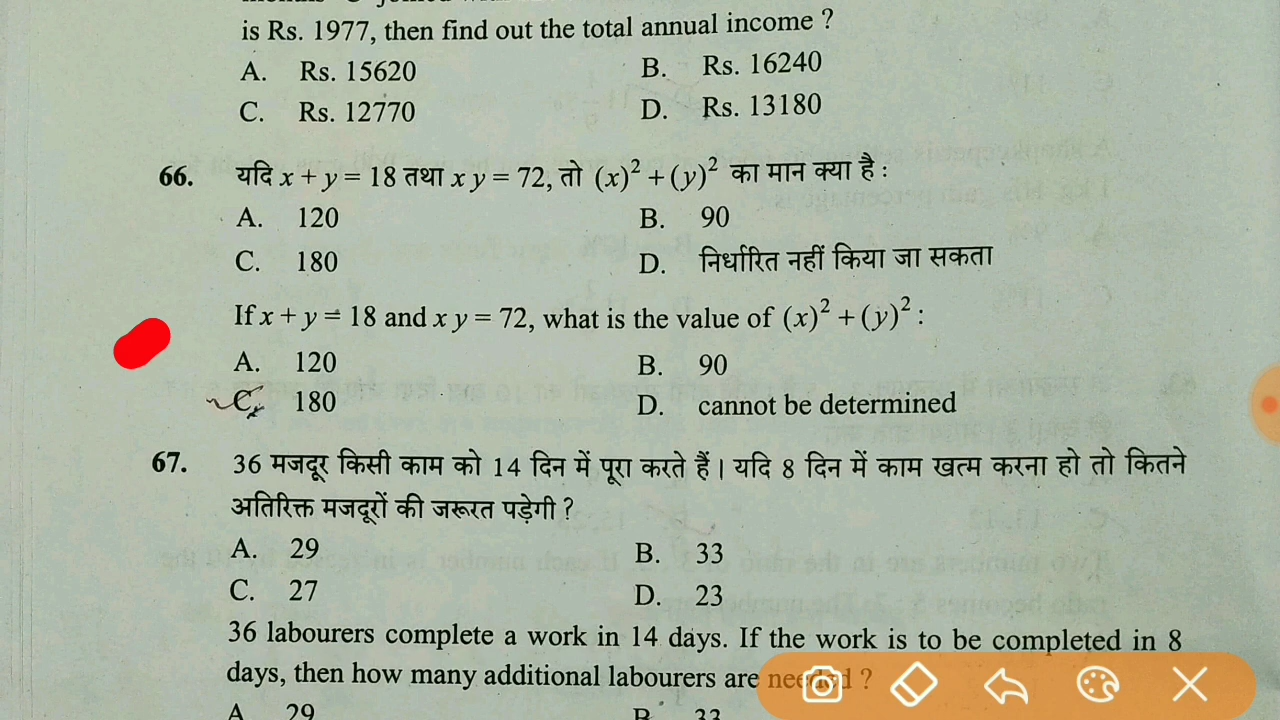 is Rs. 1977, then find out the total annual income ?
A. Rs. 15620 B. Rs. 16240
C. Rs. 12770 D. Rs. 13180
66. यदि x + y = 18 तथा x y = 72, तो (x)² + (y)² का मान क्या है :
A. 120 B. 90
C. 180 D. निर्धारित नहीं किया जा सकता
If x + y = 18 and x y = 72, what is the value of (x)² + (y)² :
A. 120 B. 90
C. 180 D. cannot be determined
67. 36 मजदूर किसी काम को 14 दिन में पूरा करते हैं। यदि 8 दिन में काम खत्म करना हो तो कितने
अतिरिक्त मजदूरों की जरूरत पड़ेगी ?
A. 29 B. 33
C. 27 D. 23
36 labourers complete a work in 14 days. If the work is to be completed in 8
days, then how many additional labourers are needed ?
A 29 B. 33